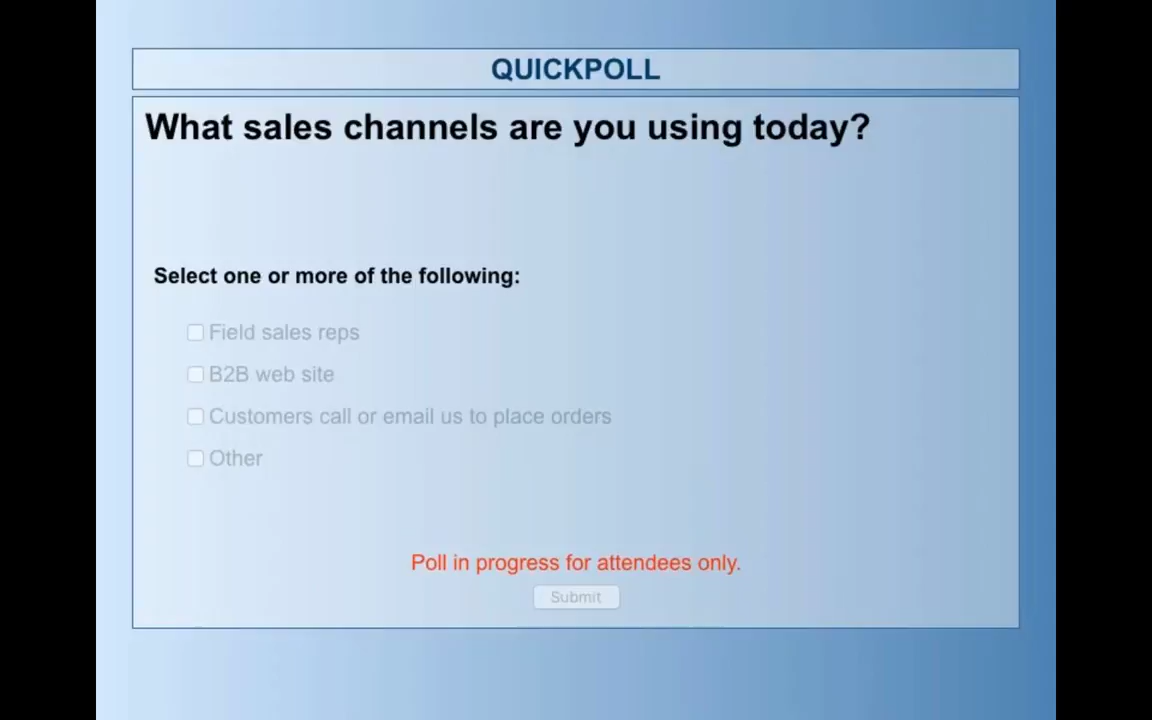 QUICKPOLL
What sales channels are you using today?
Select one or more of the following:
Field sales reps
B2B web site
Customers call or email us to place orders
Other
Poll in progress for attendees only.
Submit